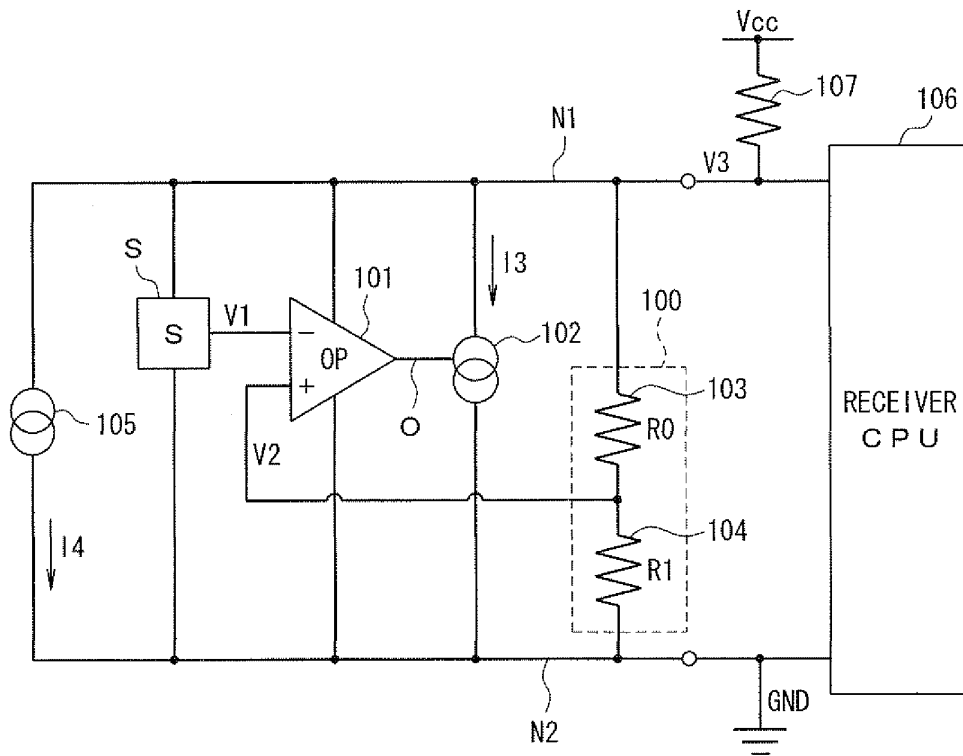 Vcc
107
106
N1
V3
S
S
V1
101
OP
I3
102
100
103
R0
RECEIVER
CPU
105
V2
O
104
R1
I4
GND
N2